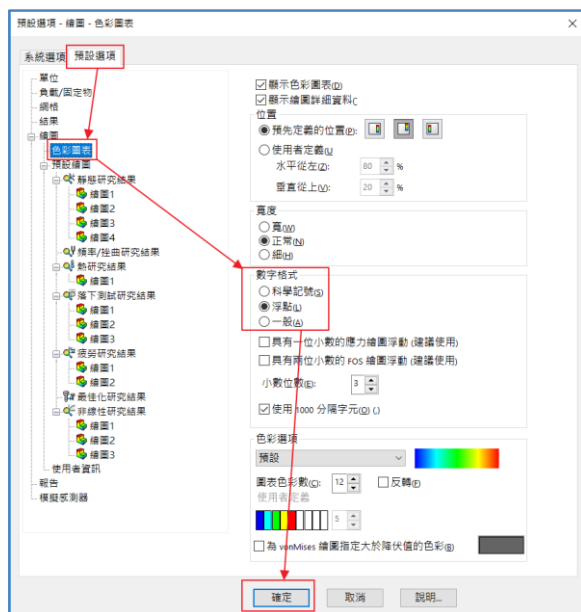 預設選項 - 繪圖 - 色彩圖表
系統選項 預設選項
單位
負載/固定物
網格
結果
繪圖
色彩圖表
預設繪圖
靜態研究結果
繪圖1
繪圖2
繪圖3
繪圖4
頻率/挫曲研究結果
熱研究結果
繪圖1
落下測試研究結果
繪圖1
繪圖2
繪圖3
疲勞研究結果
繪圖1
繪圖2
最佳化研究結果
非線性研究結果
繪圖1
繪圖2
繪圖3
使用者資訊
報告
模擬感測器
顯示色彩圖表(D)
顯示繪圖詳細資料(
位置
預先定義的位置(P):
使用者定義(U
水平從左(Z): 80 %
垂直從上(V): 20 %
寬度
寬(W)
正常(N)
細(H)
數字格式
科學記號(S)
浮點(L)
一般(A)
具有一位小數的應力繪圖浮動 (建議使用)
具有兩位小數的 FOS 繪圖浮動 (建議使用)
小數位數(E): 3
使用 1000 分隔字元(O) (,)
色彩選項
預設
圖表色彩數(C): 12 反轉(F)
使用者定義
5
為 vonMises 繪圖指定大於降伏值的色彩(B)
確定 取消 說明...